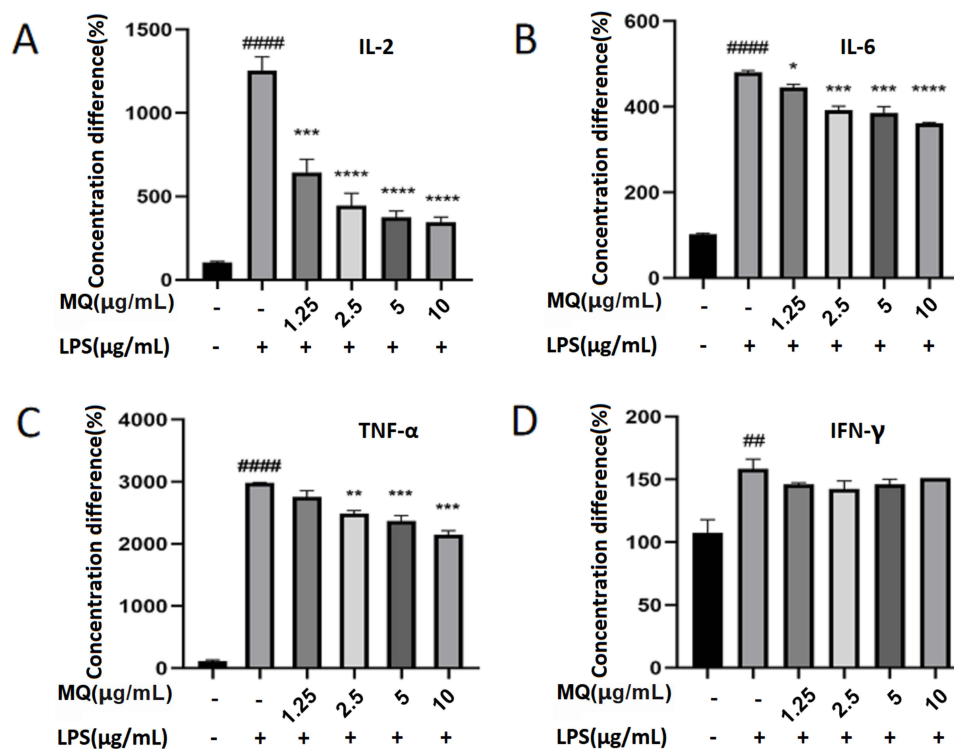 A
IL-2
Concentration difference(%)
1500
1000
500
0
####
***
****
****
****
MQ(μg/mL) - - 1.25 2.5 5 10
LPS(μg/mL) - + + + + +
B
IL-6
Concentration difference(%)
600
400
200
0
####
*
***
***
****
MQ(μg/mL) - - 1.25 2.5 5 10
LPS(μg/mL) - + + + + +
C
TNF-α
Concentration difference(%)
4000
3000
2000
1000
0
####
**
***
***
MQ(μg/mL) - - 1.25 2.5 5 10
LPS(μg/mL) - + + + + +
D
IFN-γ
Concentration difference(%)
200
150
100
50
0
##
MQ(μg/mL) - - 1.25 2.5 5 10
LPS(μg/mL) - + + + + +